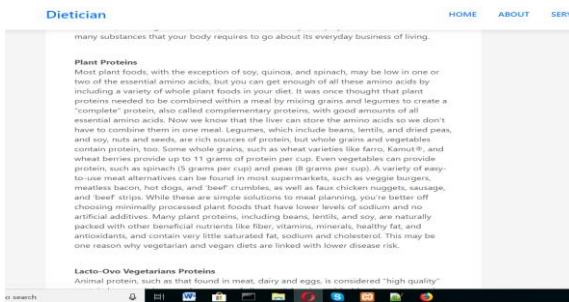 Dietician
HOME ABOUT SERV
many substances that your body requires to go about its everyday business of living.
Plant Proteins
Most plant foods, with the exception of soy, quinoa, and spinach, may be low in one or
two of the essential amino acids, but you can get enough of all these amino acids by
including a variety of whole plant foods in your diet. It was once thought that plant
proteins needed to be combined within a meal by mixing grains and legumes to create a
"complete" protein, also called complementary proteins, with good amounts of all
essential amino acids. Now we know that the liver can store the amino acids so we don't
have to combine them in one meal. Legumes, which include beans, lentils, and dried peas,
and soy, nuts and seeds, are rich sources of protein, but whole grains and vegetables
contain protein, too. Some whole grains, such as wheat varieties like farro, Kamut®, and
wheat berries provide up to 11 grams of protein per cup. Even vegetables can provide
protein, such as spinach (5 grams per cup) and peas (8 grams per cup). A variety of easy-
to-use meat alternatives can be found in most supermarkets, such as veggie burgers,
meatless bacon, hot dogs, and 'beef' crumbles, as well as faux chicken nuggets, sausage,
and 'beef' strips. While these are simple solutions to meal planning, you're better off
choosing minimally processed plant foods that have lower levels of sodium and no
artificial additives. Many plant proteins, including beans, lentils, and soy, are naturally
packed with other beneficial nutrients like fiber, vitamins, minerals, healthy fat, and
antioxidants, and contain very little saturated fat, sodium and cholesterol. This may be
one reason why vegetarian and vegan diets are linked with lower disease risk.
Lacto-Ovo Vegetarians Proteins
Animal protein, such as that found in meat, dairy and eggs, is considered "high quality"
o search